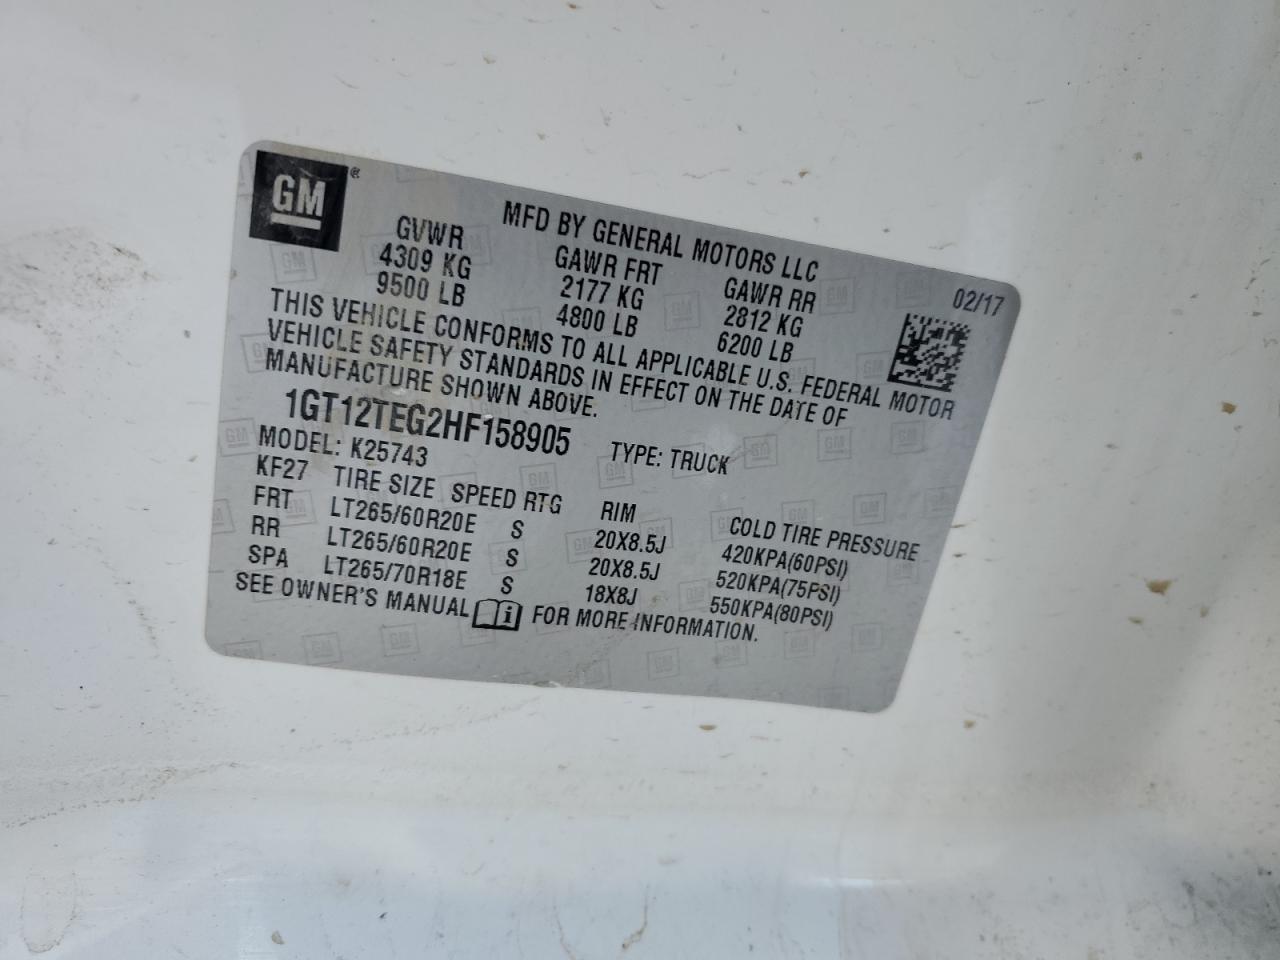 GM ®
MFD BY GENERAL MOTORS LLC
GVWR GAWR FRT GAWR RR 02/17
4309 KG 2177 KG 2812 KG
9500 LB 4800 LB 6200 LB
THIS VEHICLE CONFORMS TO ALL APPLICABLE U.S. FEDERAL MOTOR
VEHICLE SAFETY STANDARDS IN EFFECT ON THE DATE OF
MANUFACTURE SHOWN ABOVE.
1GT12TEG2HF158905 TYPE: TRUCK
MODEL: K25743
KF27 TIRE SIZE SPEED RTG RIM COLD TIRE PRESSURE
FRT LT265/60R20E S 20X8.5J 420KPA(60PSI)
RR LT265/60R20E S 20X8.5J 520KPA(75PSI)
SPA LT265/70R18E S 18X8J 550KPA(80PSI)
SEE OWNER'S MANUAL i FOR MORE INFORMATION.